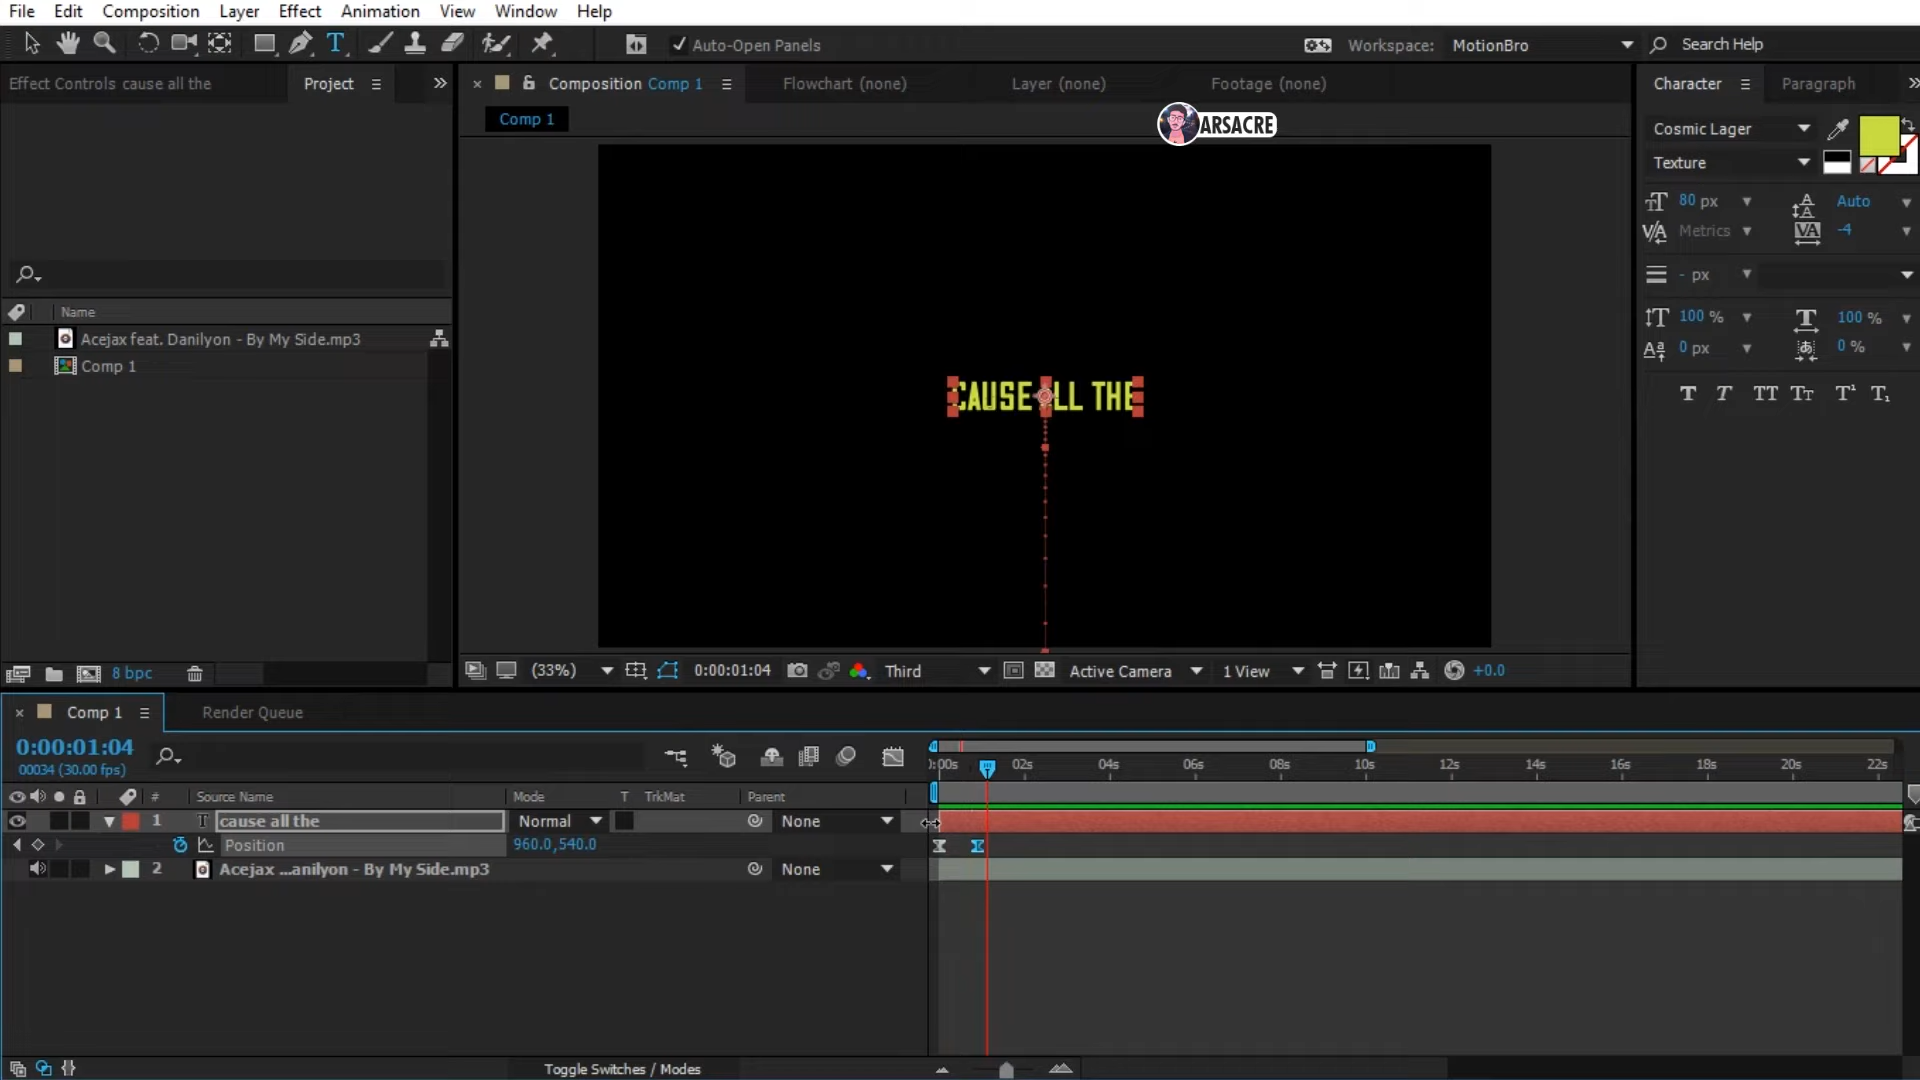 File Edit Composition Layer Effect Animation View Window Help
Auto-Open Panels Workspace: MotionBro Search Help
Effect Controls cause all the Project Composition Comp 1 Flowchart (none) Layer (none) Footage (none) Character Paragraph
Comp 1
ARSACRE
Cosmic Lager
Texture
80 px Auto
Metrics -4
- px
100 % 100 %
0 px 0 %
T T TT Tt T¹ T₁
Name
Acejax feat. Danilyon - By My Side.mp3
Comp 1
CAUSE ALL THE
8 bpc
(33%) 0:00:01:04 Third Active Camera 1 View +0.0
Comp 1 Render Queue
0:00:01:04
00034 (30.00 fps)
):00s 02s 04s 06s 08s 10s 12s 14s 16s 18s 20s 22s
# Source Name Mode T TrkMat Parent
1 T cause all the Normal None
Position 960.0,540.0
2 Acejax ...anilyon - By My Side.mp3 None
Toggle Switches / Modes